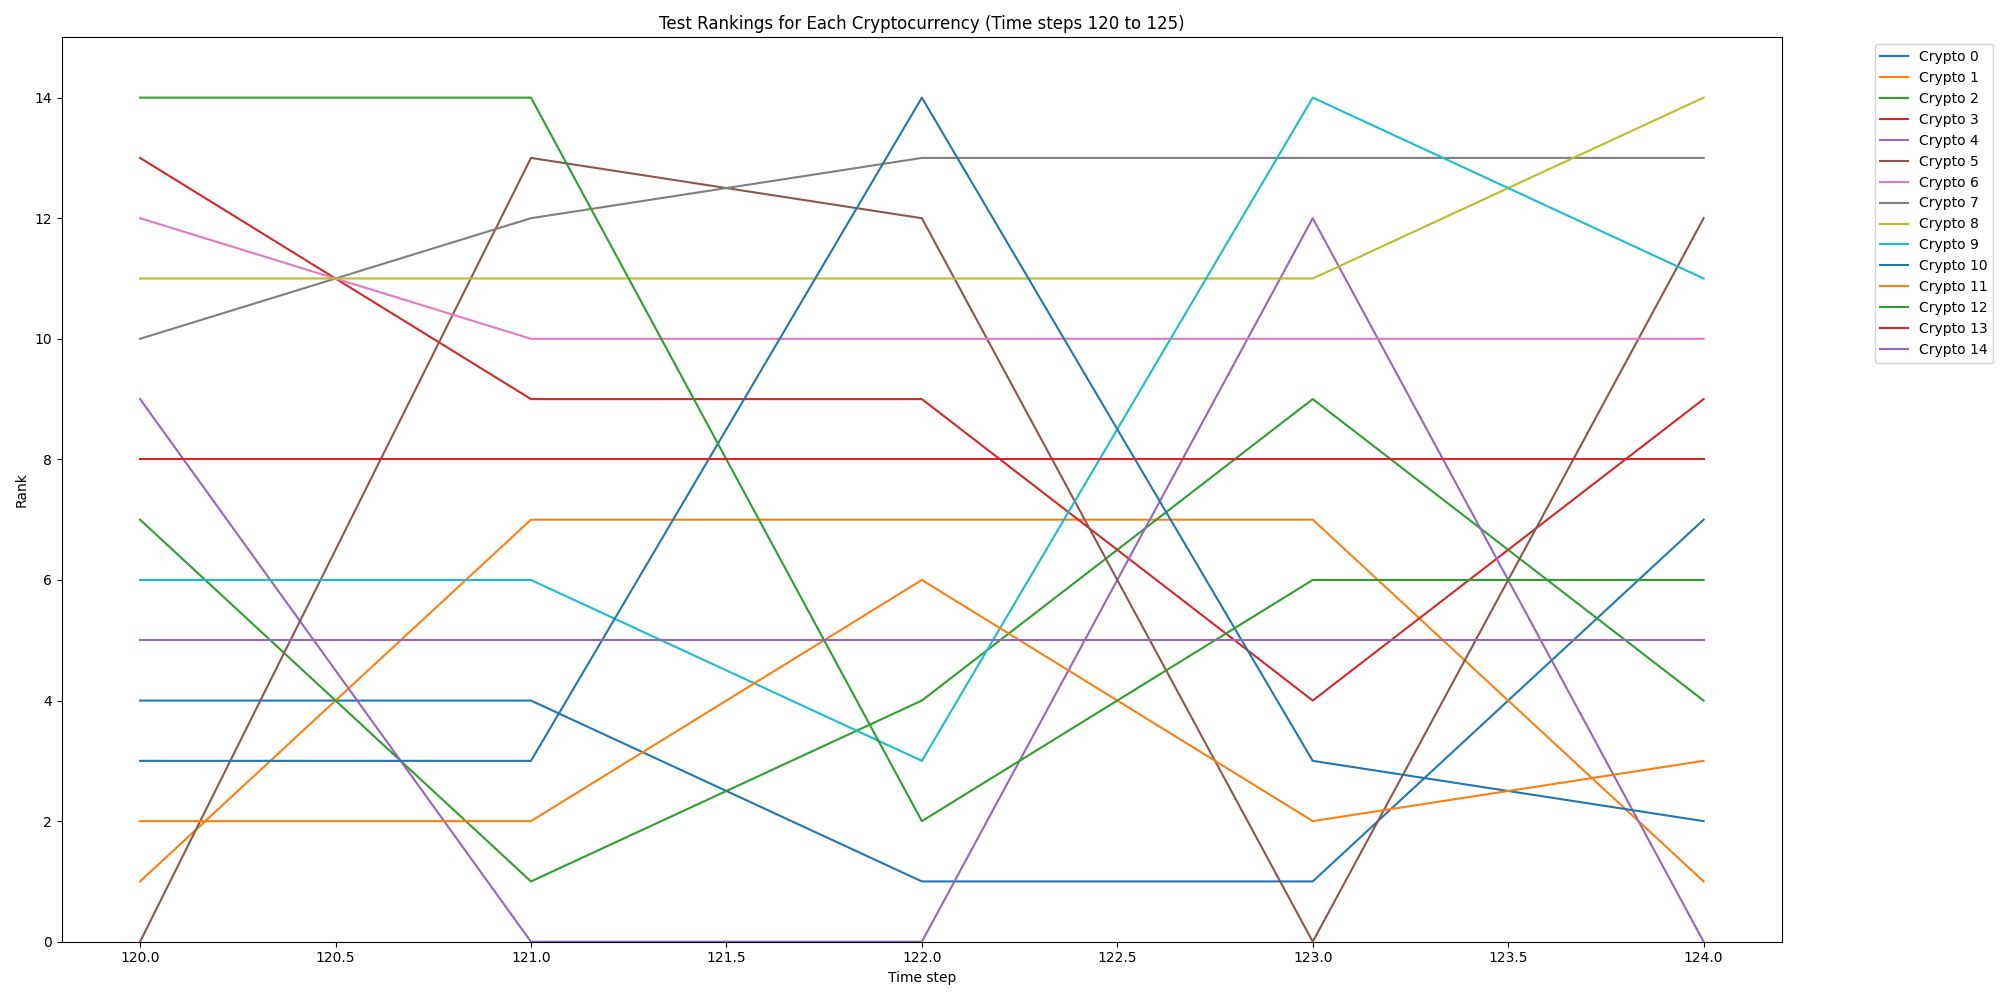 Test Rankings for Each Cryptocurrency (Time steps 120 to 125)
Rank
14
12
10
8
6
4
2
0
120.0 120.5 121.0 121.5 122.0 122.5 123.0 123.5 124.0
Time step
Crypto 0
Crypto 1
Crypto 2
Crypto 3
Crypto 4
Crypto 5
Crypto 6
Crypto 7
Crypto 8
Crypto 9
Crypto 10
Crypto 11
Crypto 12
Crypto 13
Crypto 14